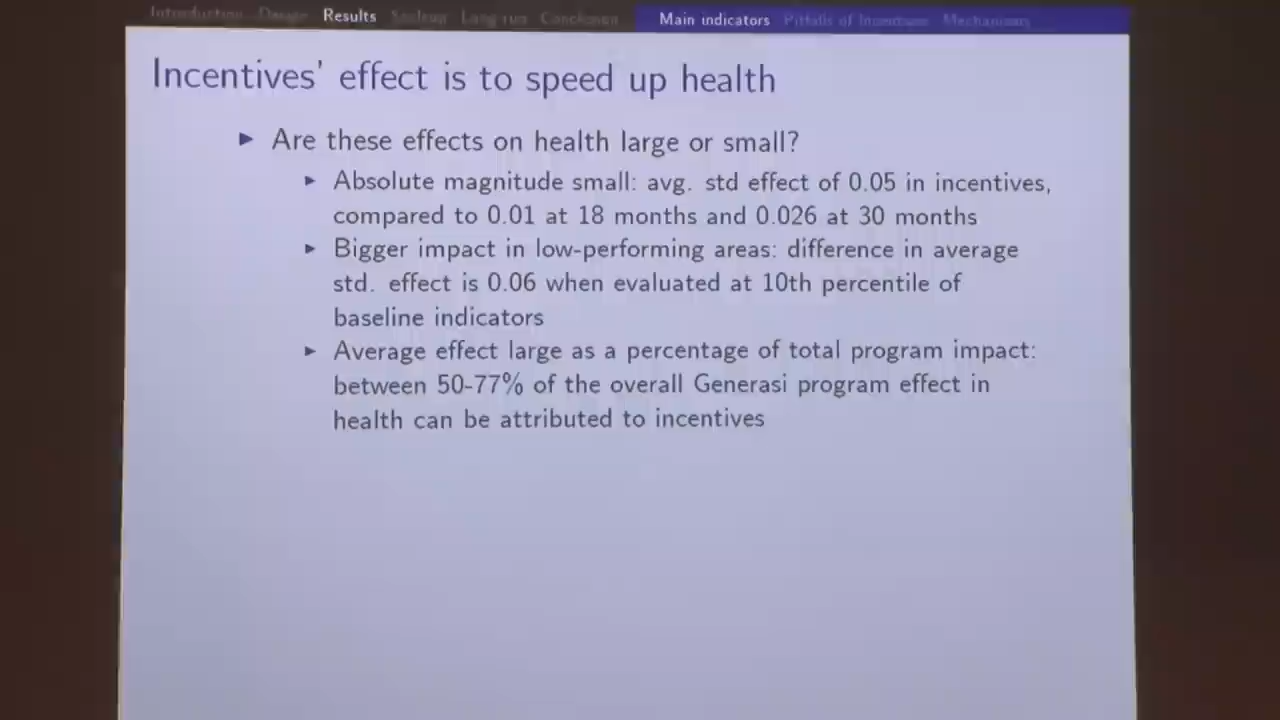 Introduction Design Results Scaleup Long run Conclusion Main indicators Pitfalls of Incentives Mechanisms
Incentives' effect is to speed up health
▶ Are these effects on health large or small?
▶ Absolute magnitude small: avg. std effect of 0.05 in incentives,
compared to 0.01 at 18 months and 0.026 at 30 months
▶ Bigger impact in low-performing areas: difference in average
std. effect is 0.06 when evaluated at 10th percentile of
baseline indicators
▶ Average effect large as a percentage of total program impact:
between 50-77% of the overall Generasi program effect in
health can be attributed to incentives